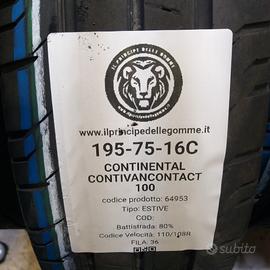 IL PRINCIPE DELLE GOMME
www.ilprincipedellegomme.it
195-75-16C
CONTINENTAL
CONTIVANCONTACT
100
codice prodotto: 64953
Tipo: ESTIVE
COD:
Battistrada: 80%
Codice Velocità: 110/108R
FILA: 36
subito